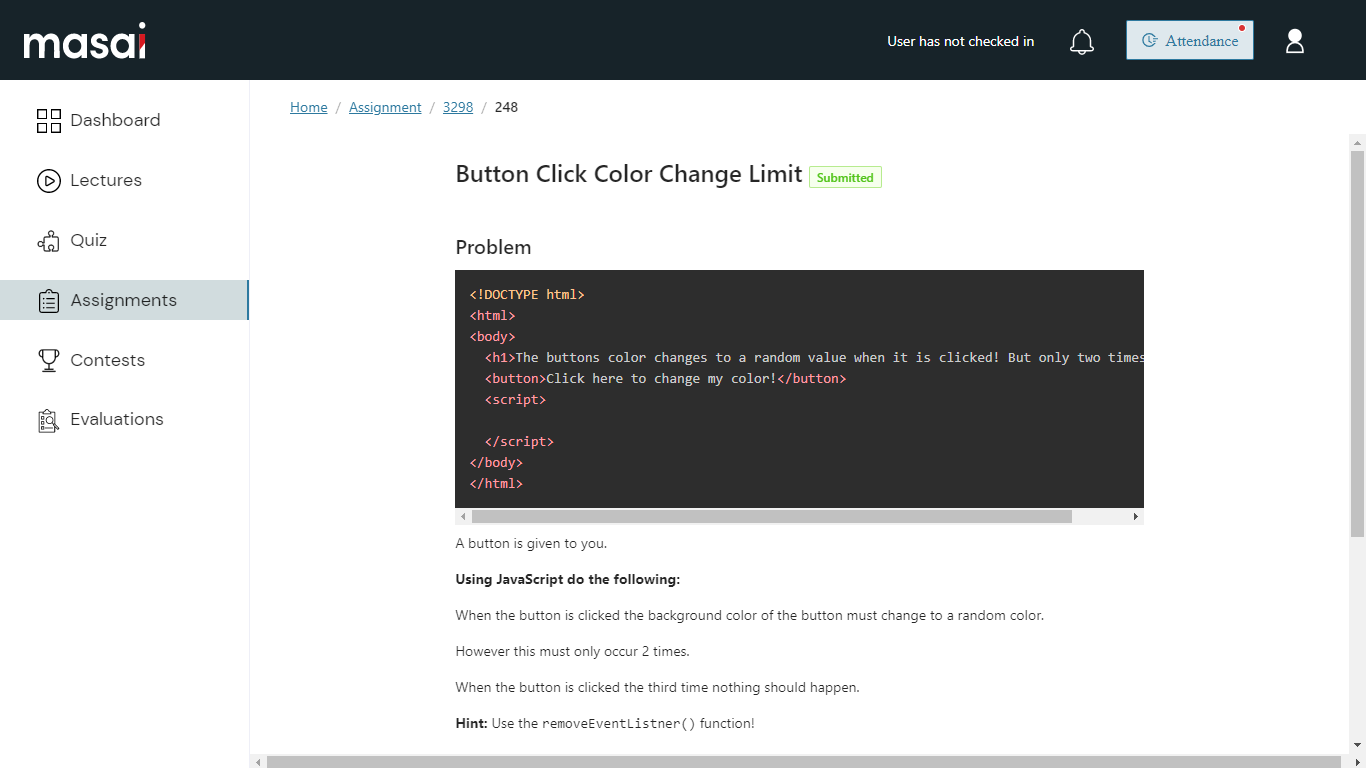 masai
User has not checked in
Attendance
Dashboard
Lectures
Quiz
Assignments
Contests
Evaluations
Home / Assignment / 3298 / 248
Button Click Color Change Limit Submitted
Problem
<!DOCTYPE html>
<html>
<body>
  <h1>The buttons color changes to a random value when it is clicked! But only two times
  <button>Click here to change my color!</button>
  <script>
  </script>
</body>
</html>
A button is given to you.
Using JavaScript do the following:
When the button is clicked the background color of the button must change to a random color.
However this must only occur 2 times.
When the button is clicked the third time nothing should happen.
Hint: Use the removeEventListner() function!